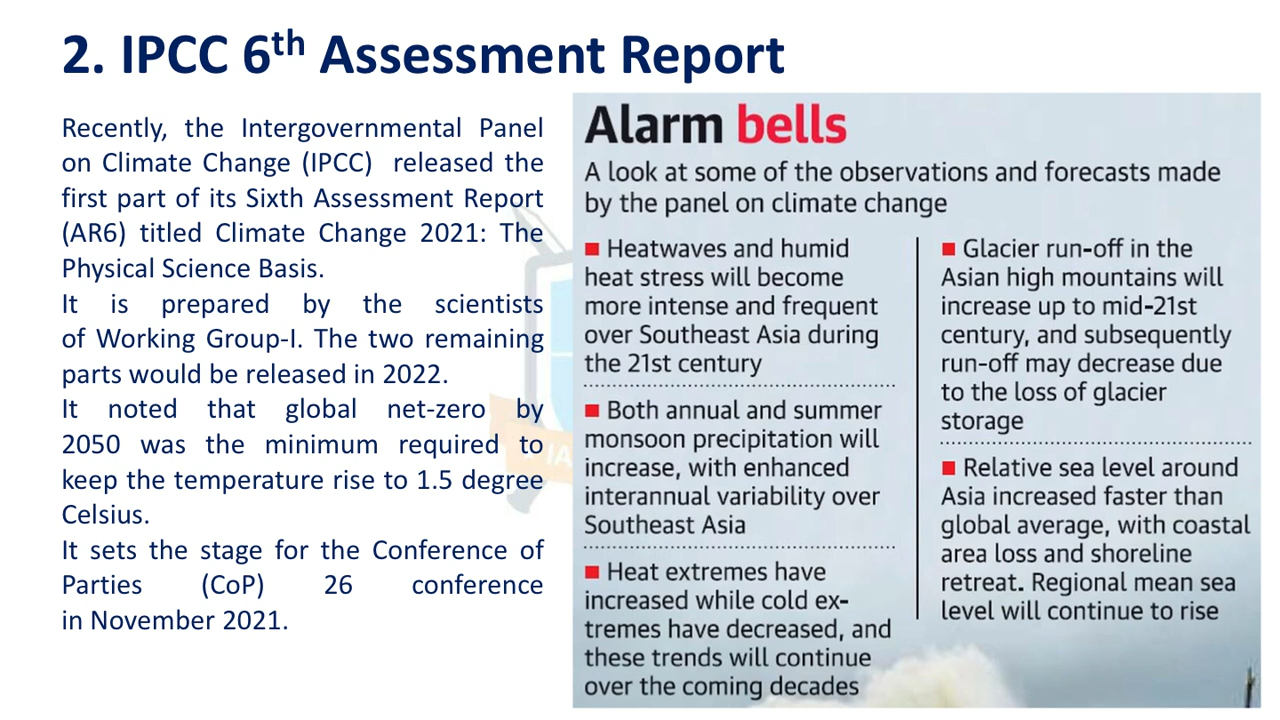 2. IPCC 6th Assessment Report
Recently, the Intergovernmental Panel
on Climate Change (IPCC) released the
first part of its Sixth Assessment Report
(AR6) titled Climate Change 2021: The
Physical Science Basis.
It is prepared by the scientists
of Working Group-I. The two remaining
parts would be released in 2022.
It noted that global net-zero by
2050 was the minimum required to
keep the temperature rise to 1.5 degree
Celsius.
It sets the stage for the Conference of
Parties (CoP) 26 conference
in November 2021.
Alarm bells
A look at some of the observations and forecasts made
by the panel on climate change
■ Heatwaves and humid
heat stress will become
more intense and frequent
over Southeast Asia during
the 21st century
■ Both annual and summer
monsoon precipitation will
increase, with enhanced
interannual variability over
Southeast Asia
■ Heat extremes have
increased while cold ex-
tremes have decreased, and
these trends will continue
over the coming decades
■ Glacier run-off in the
Asian high mountains will
increase up to mid-21st
century, and subsequently
run-off may decrease due
to the loss of glacier
storage
■ Relative sea level around
Asia increased faster than
global average, with coastal
area loss and shoreline
retreat. Regional mean sea
level will continue to rise